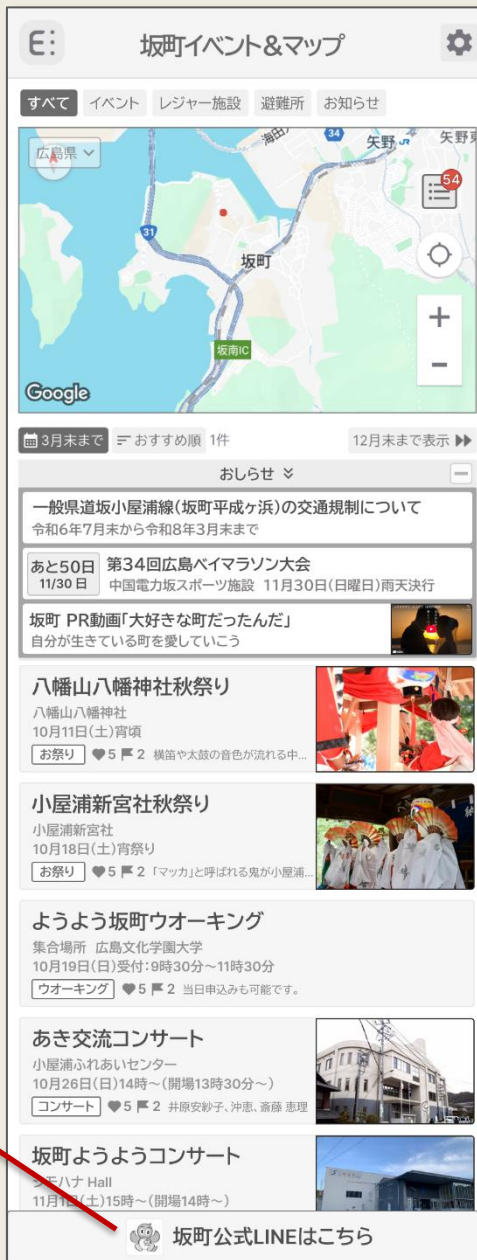 E:
坂町イベント&マップ
すべて イベント レジャー施設 避難所 お知らせ
広島県
海田
34
矢野
JR
矢野東
54
31
坂町
坂南IC
+
−
Google
3月末まで おすすめ順 1件 12月末まで表示
おしらせ
一般県道坂小屋浦線(坂町平成ヶ浜)の交通規制について
令和6年7月末から令和8年3月末まで
あと50日 第34回広島ベイマラソン大会
11/30 日 中国電力坂スポーツ施設 11月30日(日曜日)雨天決行
坂町 PR動画「大好きな町だったんだ」
自分が生きている町を愛していこう
八幡山八幡神社秋祭り
八幡山八幡神社
10月11日(土)宵頃
お祭り 5 2 横笛や太鼓の音色が流れる中...
小屋浦新宮社秋祭り
小屋浦新宮社
10月18日(土)宵祭り
お祭り 5 2 「マッカ」と呼ばれる鬼が小屋浦...
ようよう坂町ウオーキング
集合場所 広島文化学園大学
10月19日(日)受付:9時30分~11時30分
ウオーキング 5 2 当日申込みも可能です。
あき交流コンサート
小屋浦ふれあいセンター
10月26日(日)14時~(開場13時30分~)
コンサート 5 2 井原安紗子、沖恵、斎藤 恵理
坂町ようようコンサート
シモハナ Hall
11月1日(土)15時~(開場14時~)
坂町公式LINEはこちら